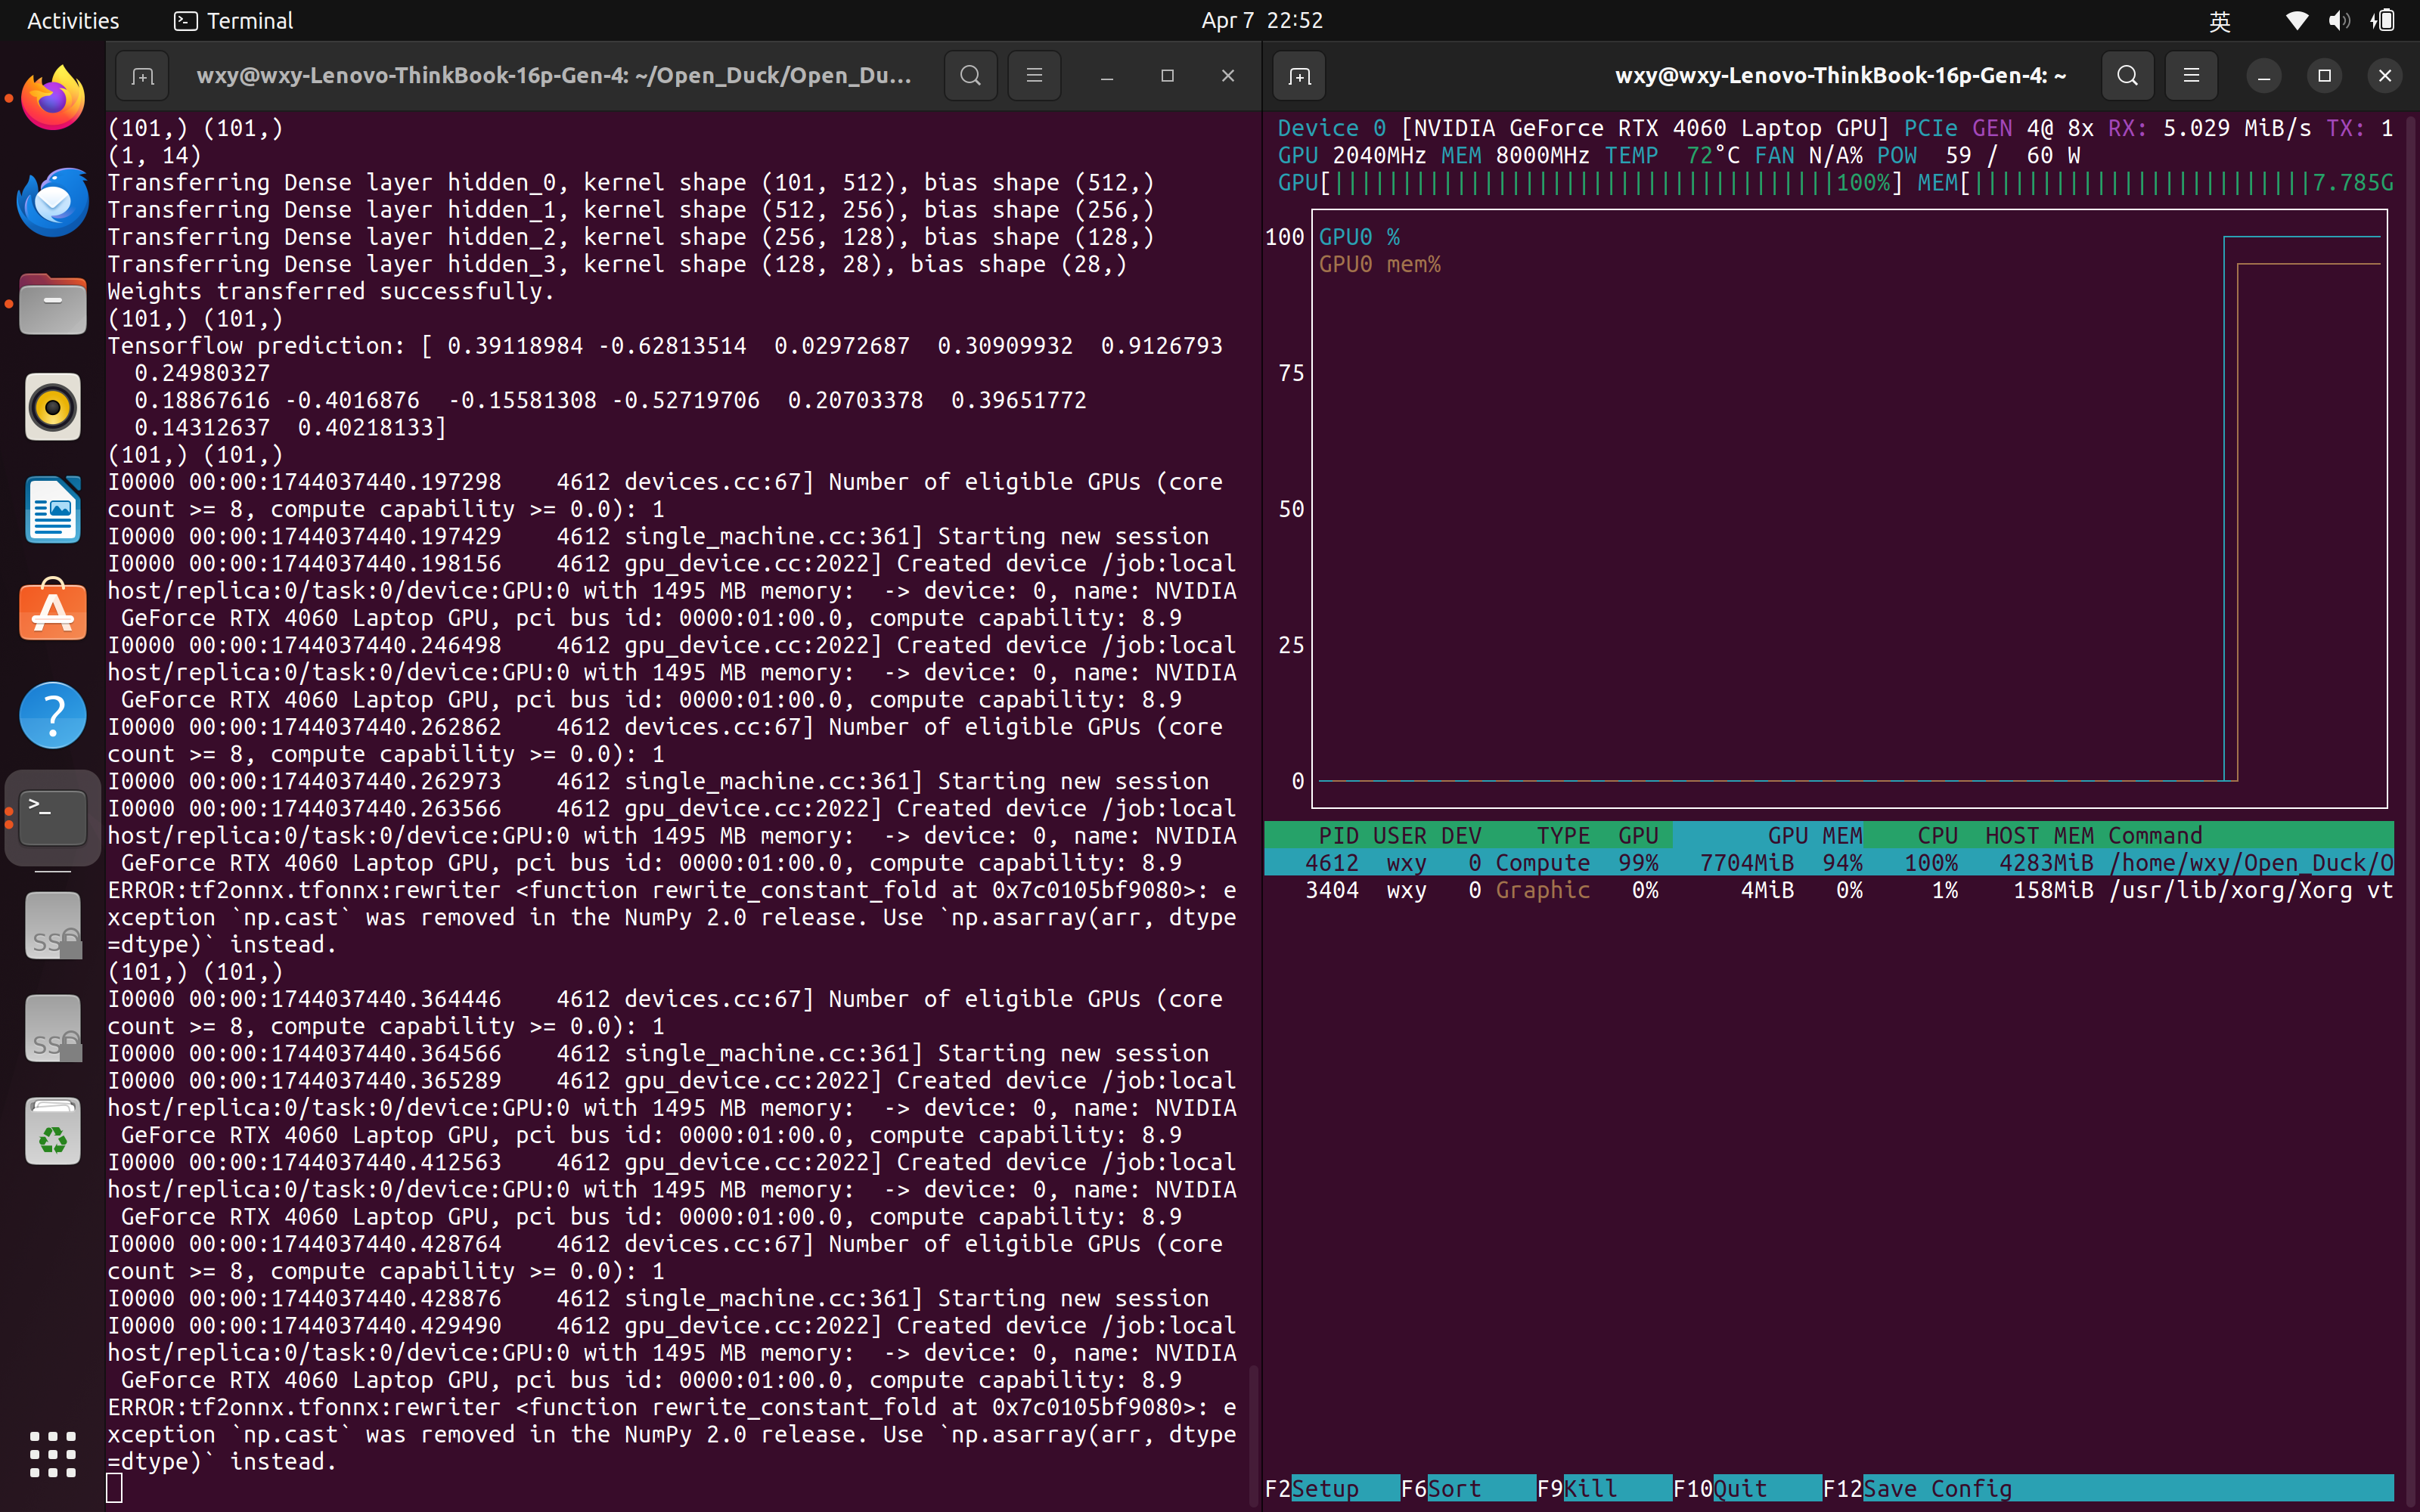 Activities
Terminal
Apr 7 22:52
英
wxy@wxy-Lenovo-ThinkBook-16p-Gen-4: ~/Open_Duck/Open_Du...
(101,) (101,)
(1, 14)
Transferring Dense layer hidden_0, kernel shape (101, 512), bias shape (512,)
Transferring Dense layer hidden_1, kernel shape (512, 256), bias shape (256,)
Transferring Dense layer hidden_2, kernel shape (256, 128), bias shape (128,)
Transferring Dense layer hidden_3, kernel shape (128, 28), bias shape (28,)
Weights transferred successfully.
(101,) (101,)
Tensorflow prediction: [ 0.39118984 -0.62813514  0.02972687  0.30909932  0.9126793
0.24980327
0.18867616 -0.4016876  -0.15581308 -0.52719706  0.20703378  0.39651772
0.14312637  0.40218133]
(101,) (101,)
I0000 00:00:1744037440.197298    4612 devices.cc:67] Number of eligible GPUs (core
count >= 8, compute capability >= 0.0): 1
I0000 00:00:1744037440.197429    4612 single_machine.cc:361] Starting new session
I0000 00:00:1744037440.198156    4612 gpu_device.cc:2022] Created device /job:local
host/replica:0/task:0/device:GPU:0 with 1495 MB memory:  -> device: 0, name: NVIDIA
GeForce RTX 4060 Laptop GPU, pci bus id: 0000:01:00.0, compute capability: 8.9
I0000 00:00:1744037440.246498    4612 gpu_device.cc:2022] Created device /job:local
host/replica:0/task:0/device:GPU:0 with 1495 MB memory:  -> device: 0, name: NVIDIA
GeForce RTX 4060 Laptop GPU, pci bus id: 0000:01:00.0, compute capability: 8.9
I0000 00:00:1744037440.262862    4612 devices.cc:67] Number of eligible GPUs (core
count >= 8, compute capability >= 0.0): 1
I0000 00:00:1744037440.262973    4612 single_machine.cc:361] Starting new session
I0000 00:00:1744037440.263566    4612 gpu_device.cc:2022] Created device /job:local
host/replica:0/task:0/device:GPU:0 with 1495 MB memory:  -> device: 0, name: NVIDIA
GeForce RTX 4060 Laptop GPU, pci bus id: 0000:01:00.0, compute capability: 8.9
ERROR:tf2onnx.tfonnx:rewriter <function rewrite_constant_fold at 0x7c0105bf9080>: e
xception `np.cast` was removed in the NumPy 2.0 release. Use `np.asarray(arr, dtype
=dtype)` instead.
(101,) (101,)
I0000 00:00:1744037440.364446    4612 devices.cc:67] Number of eligible GPUs (core
count >= 8, compute capability >= 0.0): 1
I0000 00:00:1744037440.364566    4612 single_machine.cc:361] Starting new session
I0000 00:00:1744037440.365289    4612 gpu_device.cc:2022] Created device /job:local
host/replica:0/task:0/device:GPU:0 with 1495 MB memory:  -> device: 0, name: NVIDIA
GeForce RTX 4060 Laptop GPU, pci bus id: 0000:01:00.0, compute capability: 8.9
I0000 00:00:1744037440.412563    4612 gpu_device.cc:2022] Created device /job:local
host/replica:0/task:0/device:GPU:0 with 1495 MB memory:  -> device: 0, name: NVIDIA
GeForce RTX 4060 Laptop GPU, pci bus id: 0000:01:00.0, compute capability: 8.9
I0000 00:00:1744037440.428764    4612 devices.cc:67] Number of eligible GPUs (core
count >= 8, compute capability >= 0.0): 1
I0000 00:00:1744037440.428876    4612 single_machine.cc:361] Starting new session
I0000 00:00:1744037440.429490    4612 gpu_device.cc:2022] Created device /job:local
host/replica:0/task:0/device:GPU:0 with 1495 MB memory:  -> device: 0, name: NVIDIA
GeForce RTX 4060 Laptop GPU, pci bus id: 0000:01:00.0, compute capability: 8.9
ERROR:tf2onnx.tfonnx:rewriter <function rewrite_constant_fold at 0x7c0105bf9080>: e
xception `np.cast` was removed in the NumPy 2.0 release. Use `np.asarray(arr, dtype
=dtype)` instead.
wxy@wxy-Lenovo-ThinkBook-16p-Gen-4: ~
Device 0 [NVIDIA GeForce RTX 4060 Laptop GPU] PCIe GEN 4@ 8x RX: 5.029 MiB/s TX: 1
GPU 2040MHz MEM 8000MHz TEMP  72°C FAN N/A% POW  59 /  60 W
GPU[|||||||||||||||||||||||||||||||||||||100%] MEM[|||||||||||||||||||||||||7.785G
100
GPU0 %
GPU0 mem%
75
50
25
0
PID USER DEV    TYPE  GPU        GPU MEM    CPU  HOST MEM Command
4612  wxy   0 Compute  99%   7704MiB  94%   100%   4283MiB /home/wxy/Open_Duck/O
3404  wxy   0 Graphic   0%      4MiB   0%     1%    158MiB /usr/lib/xorg/Xorg vt
F2Setup   F6Sort    F9Kill    F10Quit    F12Save Config
SS
SS